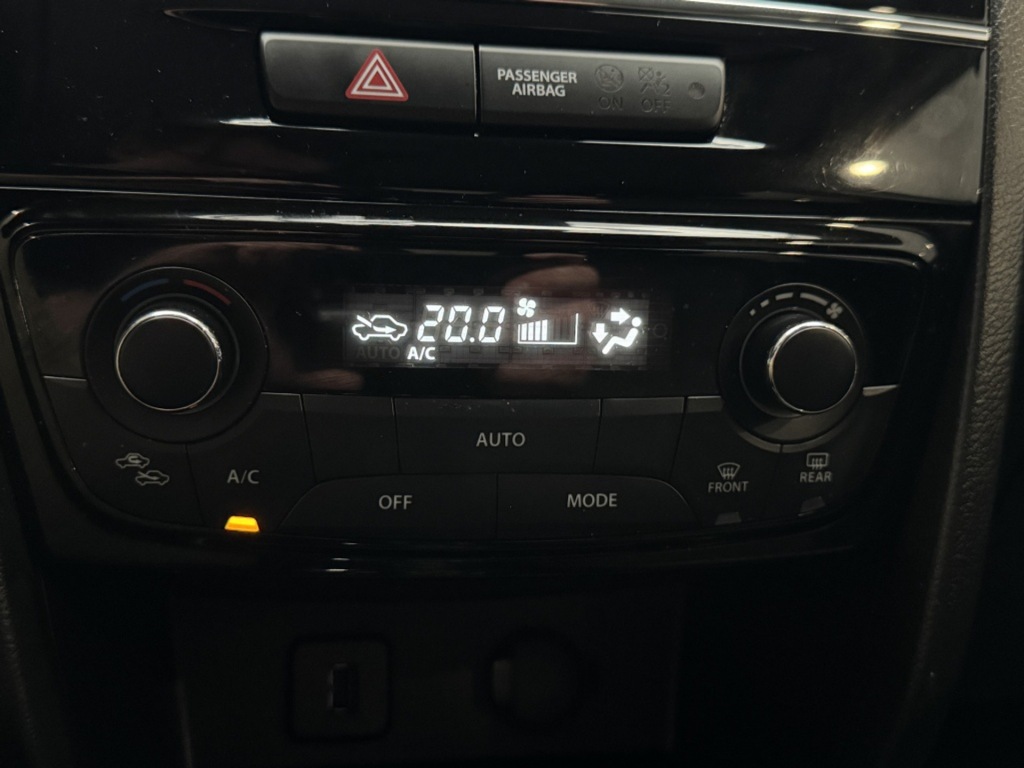 PASSENGER
AIRBAG
ON OFF
20.0
AUTO A/C
AUTO
A/C
OFF
MODE
FRONT
REAR